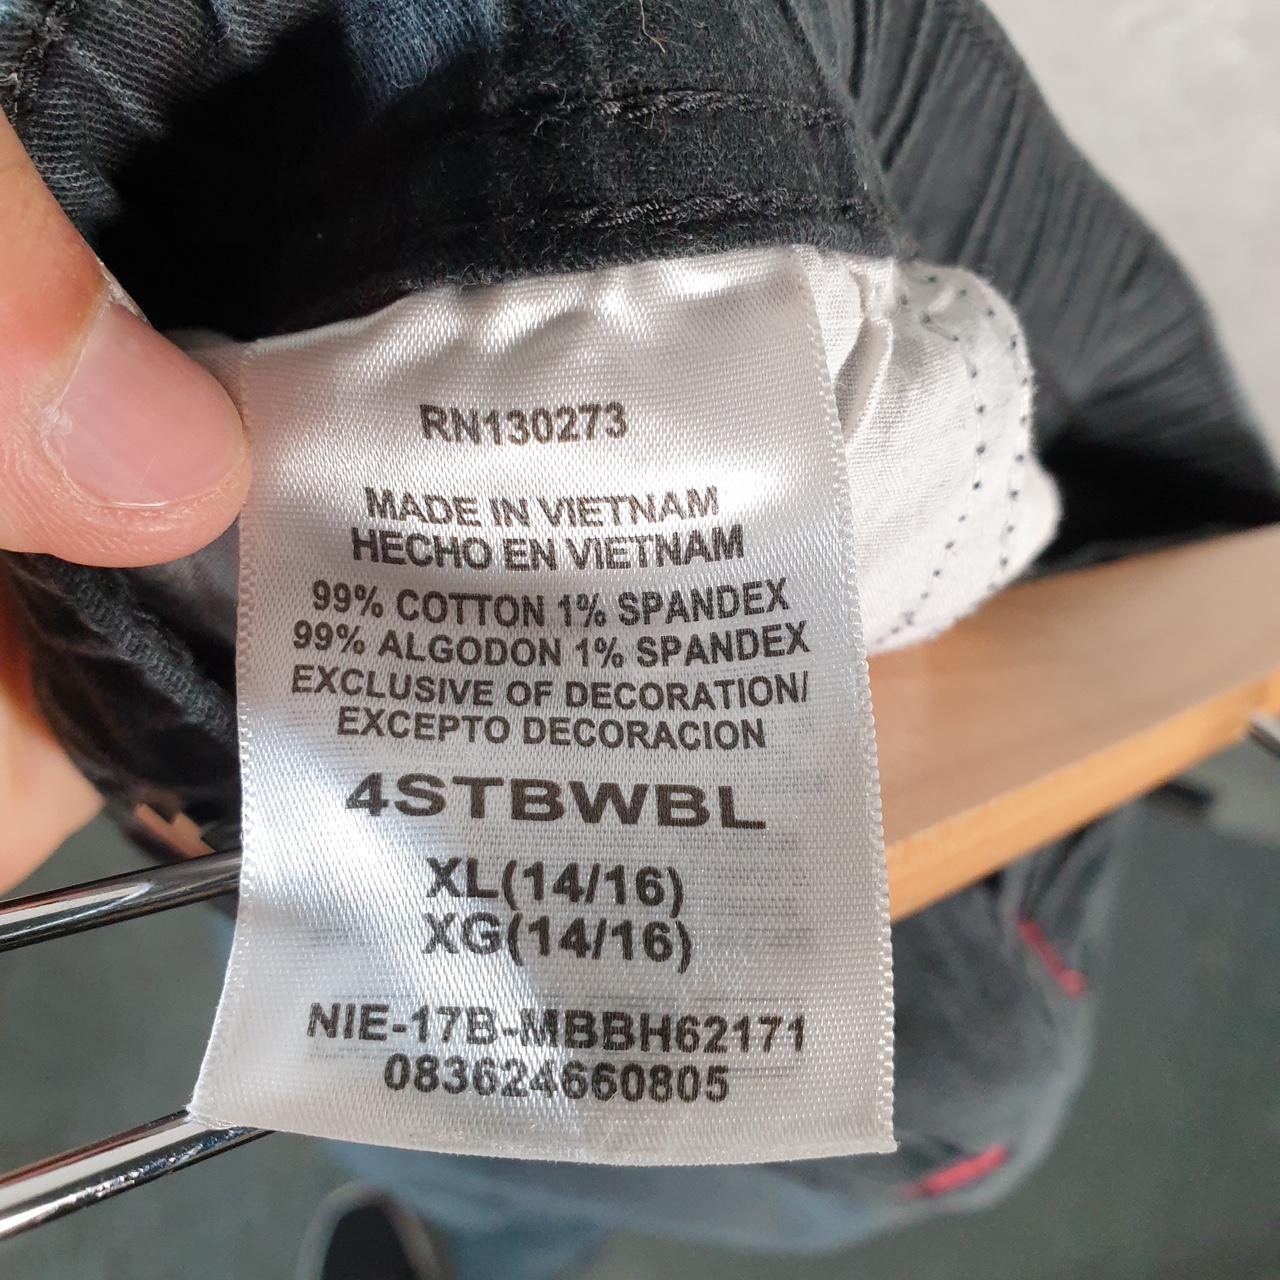 RN130273
MADE IN VIETNAM
HECHO EN VIETNAM
99% COTTON 1% SPANDEX
99% ALGODON 1% SPANDEX
EXCLUSIVE OF DECORATION/
EXCEPTO DECORACION
4STBWBL
XL(14/16)
XG(14/16)
NIE-17B-MBBH62171
083624660805